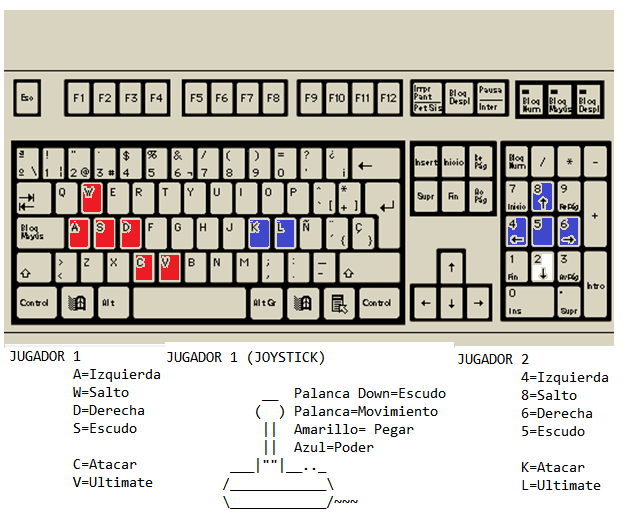 Esc F1 F2 F3 F4 F5 F6 F7 F8 F9 F10 F11 F12 Impr Pant PetSis Bloq Despl Pausa Inter Bloq Num Bloq Mayús Bloq Despl
ª º \ ! 1 | " 2 @ · 3 # $ 4 % 5 & 6 ¬ / 7 ( 8 ) 9 = 0 ? ' ¿ ¡ ← Insert Inicio Re Pág Bloq Num / * -
Q W E R T Y U I O P ^ ` [ * + ] Supr Fin Av Pág 7 Inicio 8 ↑ 9 RePág +
Bloq Mayús A S D F G H J K L Ñ ¨ ´ { Ç } 4 ← 5 6 →
> < Z X C V B N M ; , : . _ - ↑ 1 Fin 2 ↓ 3 AvPág Intro
Control Alt Alt Gr Control ← ↓ → 0 Ins . Supr
JUGADOR 1
A=Izquierda
W=Salto
D=Derecha
S=Escudo
C=Atacar
V=Ultimate
JUGADOR 1 (JOYSTICK)
Palanca Down=Escudo
Palanca=Movimiento
Amarillo= Pegar
Azul=Poder
JUGADOR 2
4=Izquierda
8=Salto
6=Derecha
5=Escudo
K=Atacar
L=Ultimate